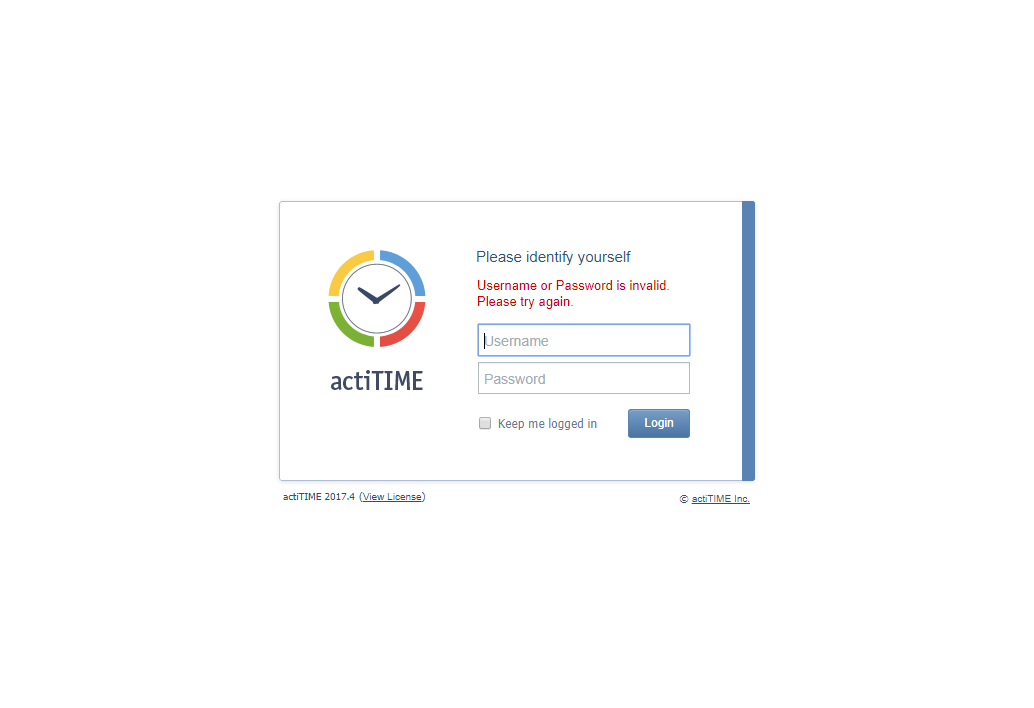 Please identify yourself
Username or Password is invalid.
Please try again.
Username
Password
actiTIME
Keep me logged in
Login
actiTIME 2017.4 (View License)
© actiTIME Inc.